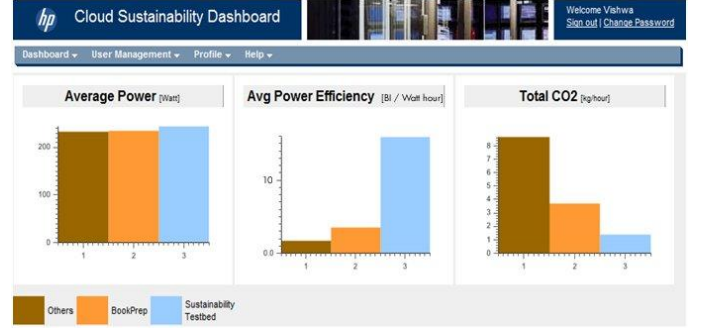 hp
Cloud Sustainability Dashboard
Welcome Vishwa
Sign out | Change Password
Dashboard User Management Profile Help
Average Power [Watt]
200
100
0
1 2 3
Avg Power Efficiency [BI / Watt hour]
10
0.0
1 2 3
Total CO2 [kg/hour]
8
7
6
5
4
3
2
1
0
1 2 3
Others
BookPrep
Sustainability
Testbed